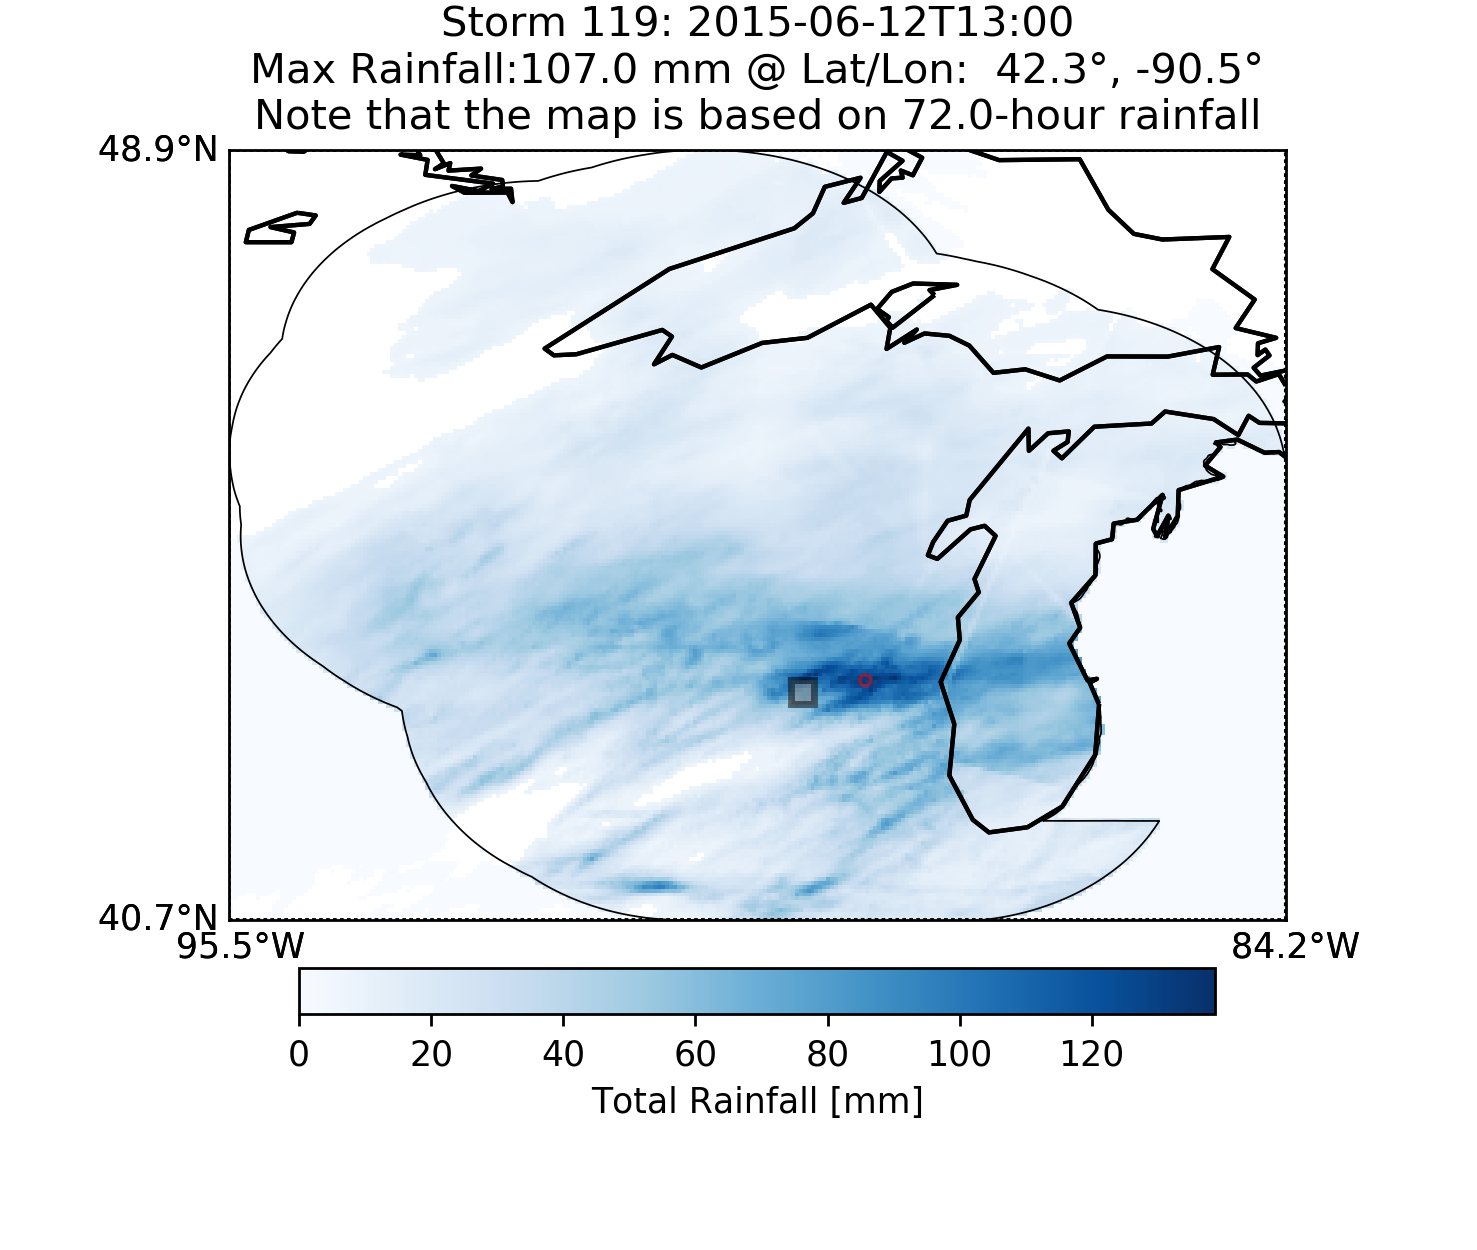 Storm 119: 2015-06-12T13:00
Max Rainfall:107.0 mm @ Lat/Lon:  42.3°, -90.5°
Note that the map is based on 72.0-hour rainfall
48.9°N
40.7°N
95.5°W 84.2°W
0 20 40 60 80 100 120
Total Rainfall [mm]